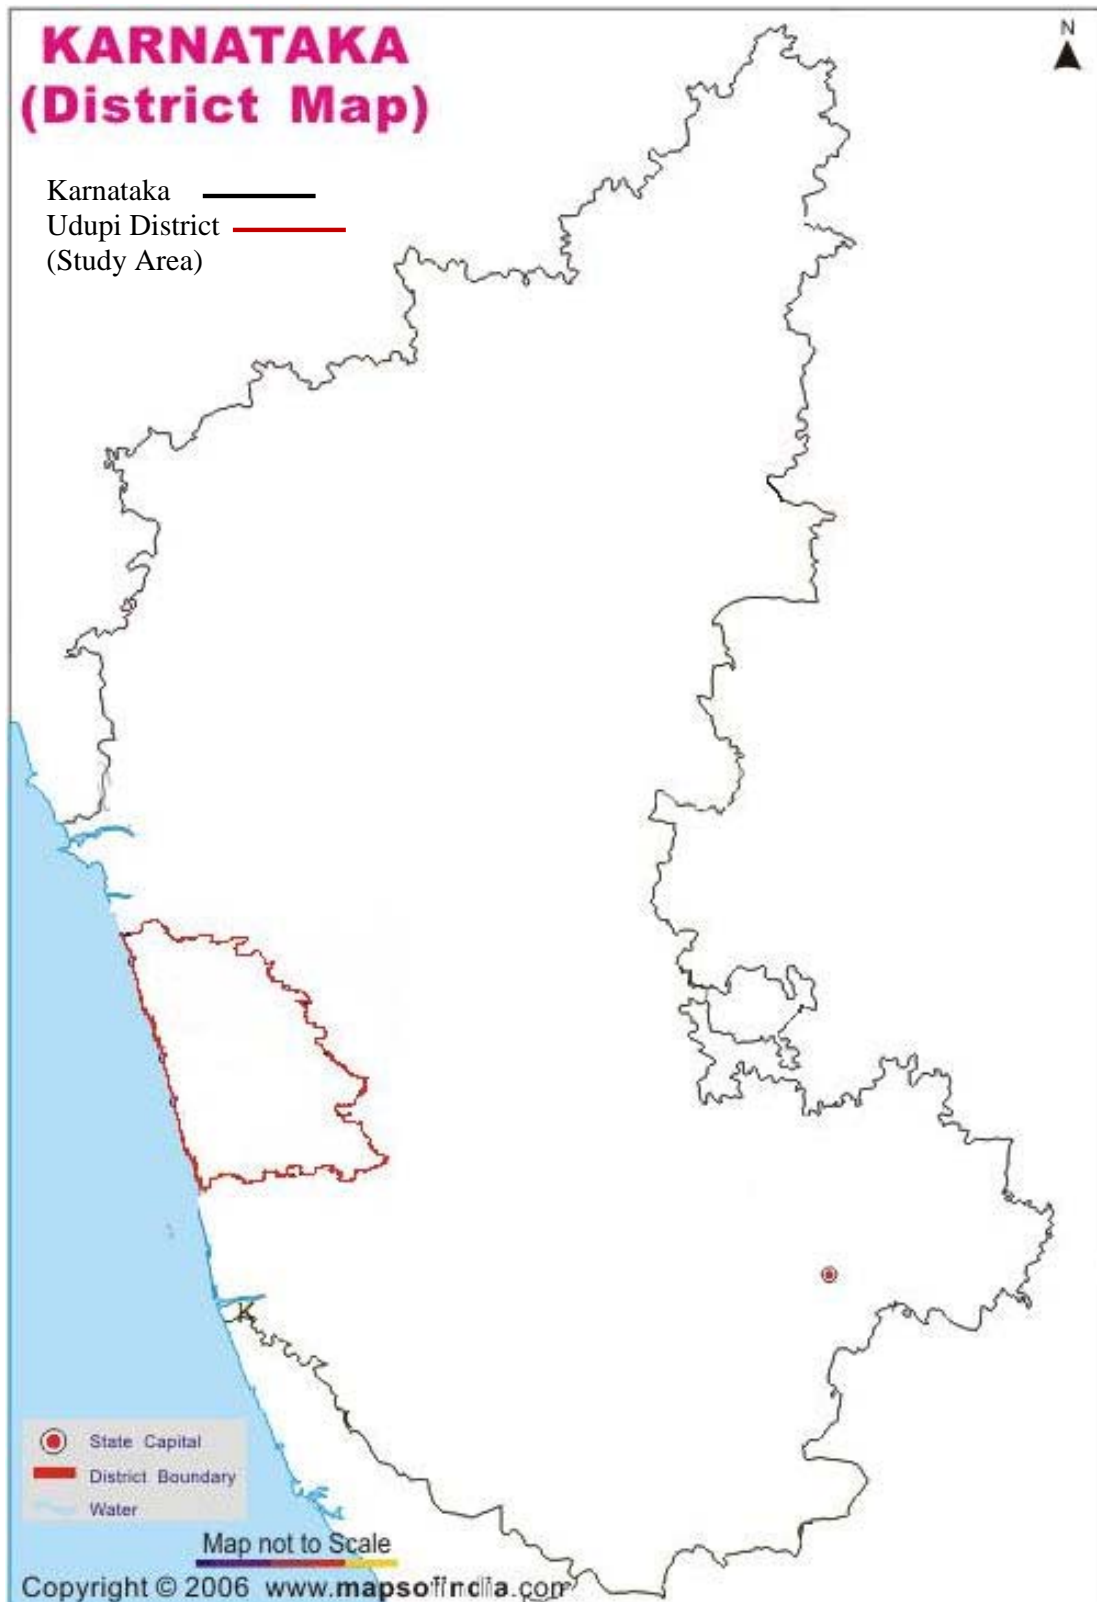 KARNATAKA
(District Map)
N
Karnataka
Udupi District
(Study Area)
K
State Capital
District Boundary
Water
Map not to Scale
Copyright © 2006 www.mapsofindia.com